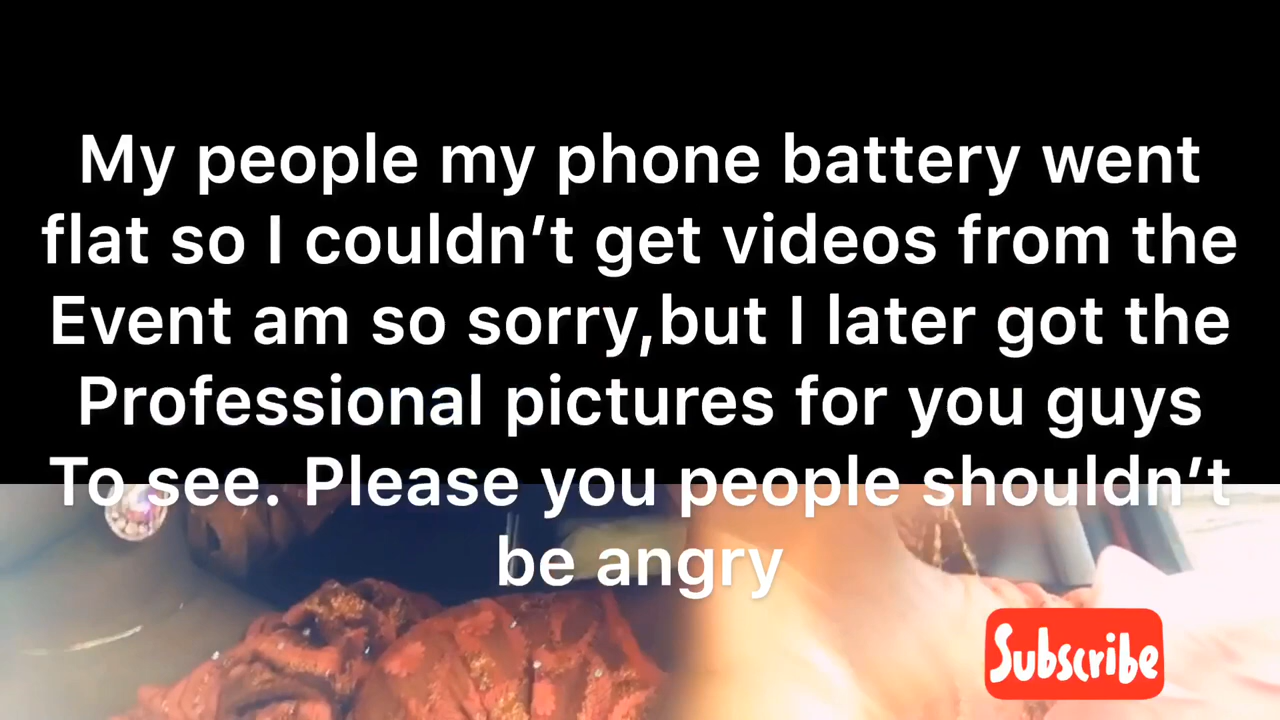 My people my phone battery went
flat so I couldn’t get videos from the
Event am so sorry,but I later got the
Professional pictures for you guys
To see. Please you people shouldn’t
be angry
Subscribe